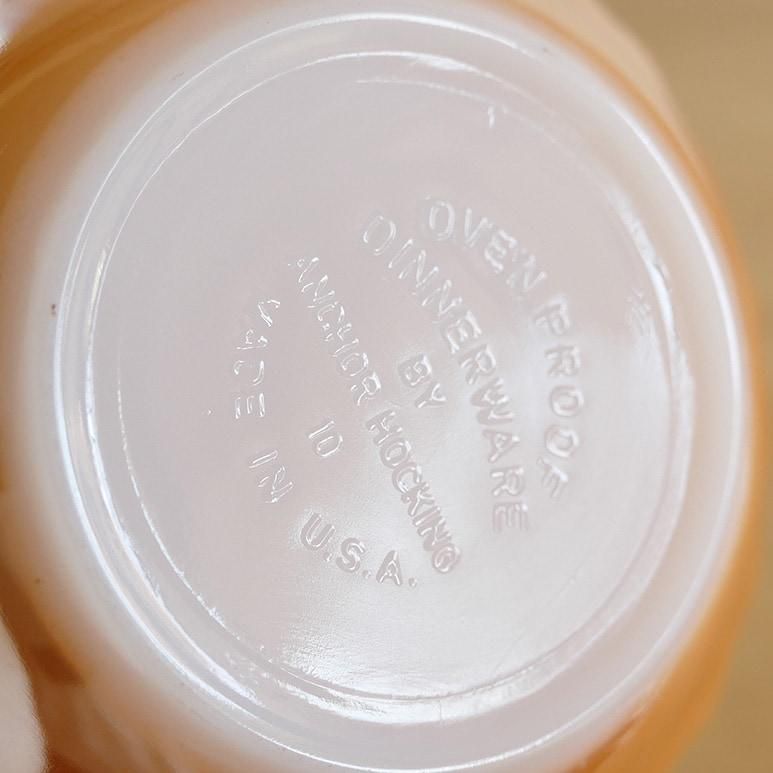 OVEN PROOF
DINNERWARE
BY
ANCHOR HOCKING
10
MADE IN U.S.A.